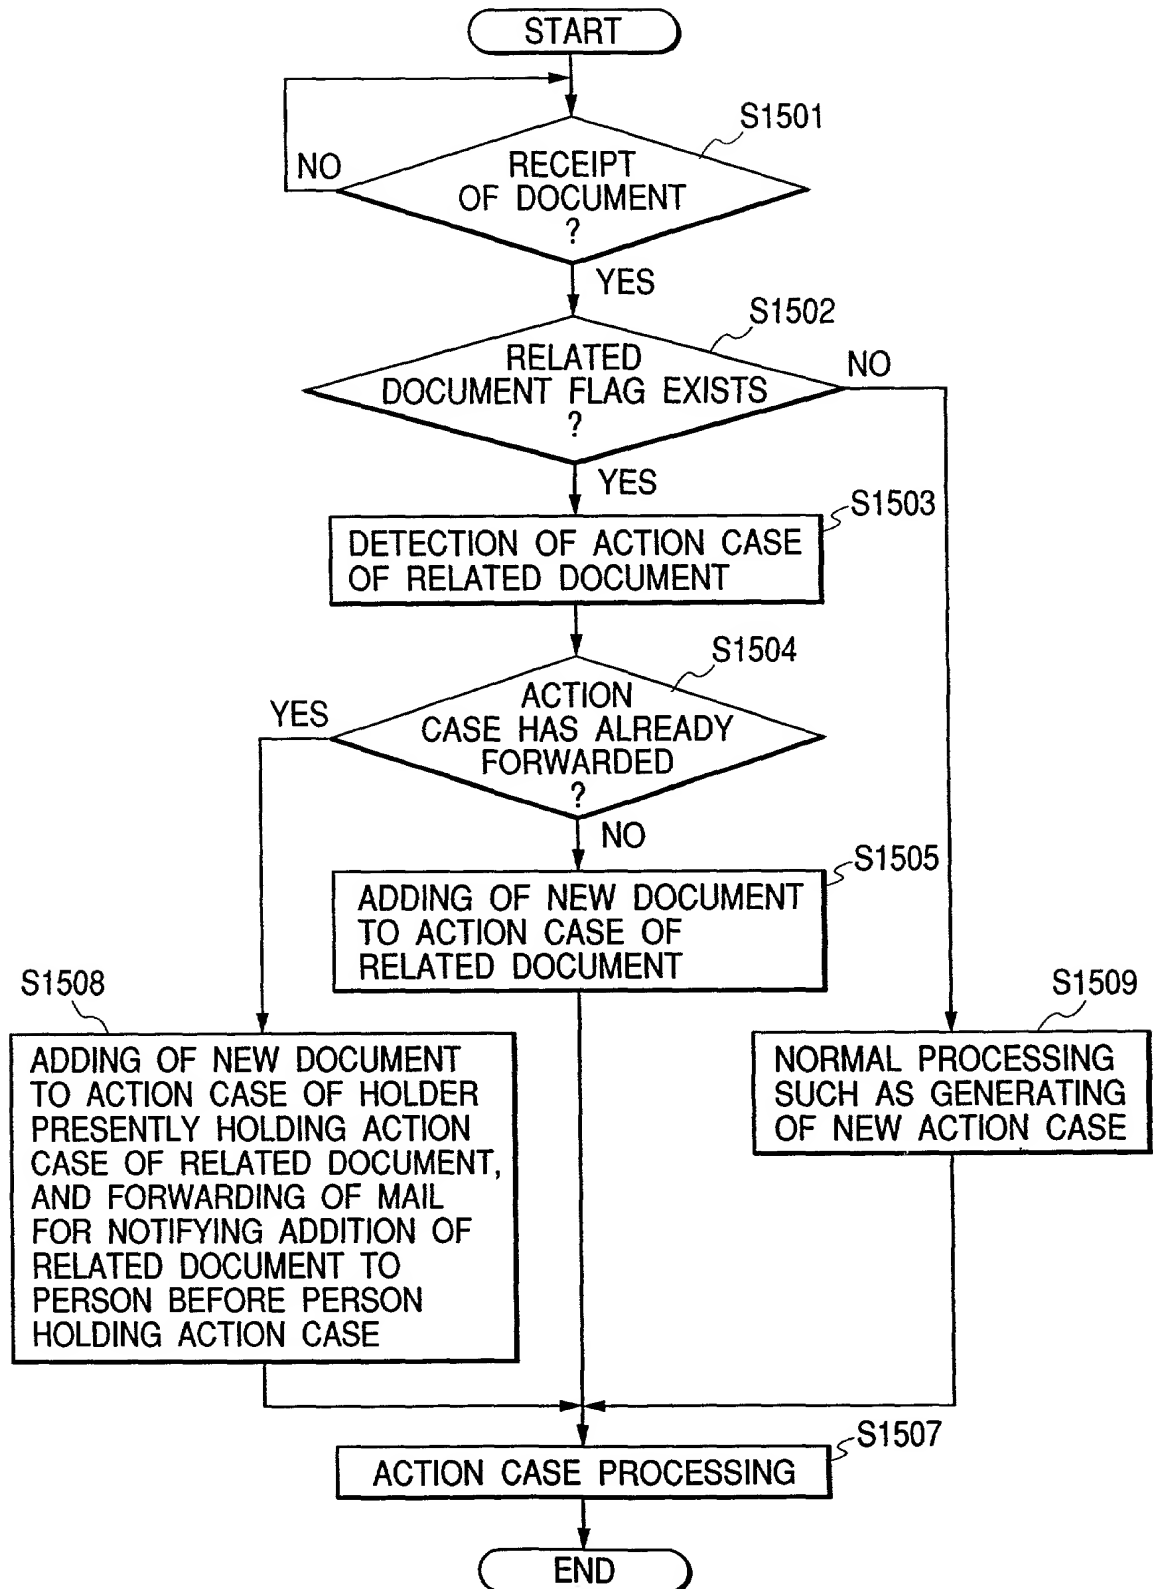 START
S1501
NO
RECEIPT
OF DOCUMENT
?
YES
S1502
RELATED
DOCUMENT FLAG EXISTS
?
NO
YES
S1503
DETECTION OF ACTION CASE
OF RELATED DOCUMENT
S1504
YES
ACTION
CASE HAS ALREADY
FORWARDED
?
NO
S1505
ADDING OF NEW DOCUMENT
TO ACTION CASE OF
RELATED DOCUMENT
S1508
ADDING OF NEW DOCUMENT
TO ACTION CASE OF HOLDER
PRESENTLY HOLDING ACTION
CASE OF RELATED DOCUMENT,
AND FORWARDING OF MAIL
FOR NOTIFYING ADDITION OF
RELATED DOCUMENT TO
PERSON BEFORE PERSON
HOLDING ACTION CASE
S1509
NORMAL PROCESSING
SUCH AS GENERATING
OF NEW ACTION CASE
S1507
ACTION CASE PROCESSING
END